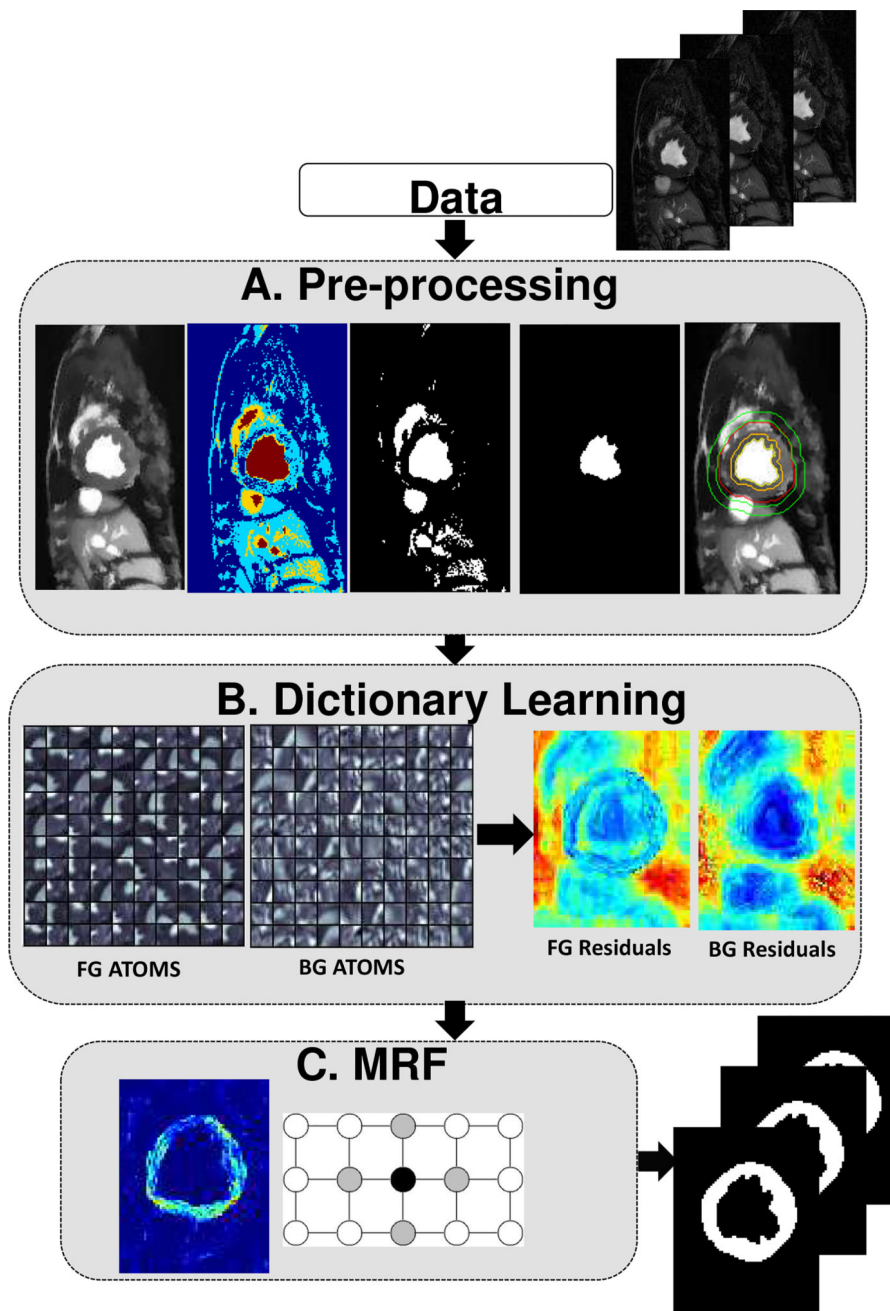 Data
A. Pre-processing
B. Dictionary Learning
FG ATOMS
BG ATOMS
FG Residuals
BG Residuals
C. MRF